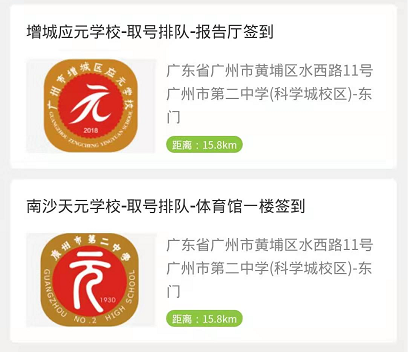 增城应元学校-取号排队-报告厅签到
广州市增城区应元学校
元
2018
GUANGZHOU ZENGCHENG YINGYUAN SCHOOL
广东省广州市黄埔区水西路11号
广州市第二中学(科学城校区)-东
门
距离：15.8km
南沙天元学校-取号排队-体育馆一楼签到
广州市第二中学
元
1930
GUANGZHOU NO.2 HIGH SCHOOL
广东省广州市黄埔区水西路11号
广州市第二中学(科学城校区)-东
门
距离：15.8km